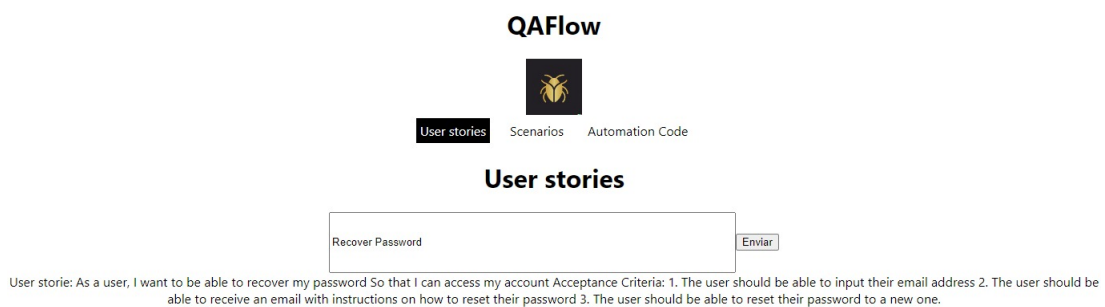 QAFlow
User stories
Scenarios
Automation Code
User stories
Recover Password
Enviar
User storie: As a user, I want to be able to recover my password So that I can access my account Acceptance Criteria: 1. The user should be able to input their email address 2. The user should be
able to receive an email with instructions on how to reset their password 3. The user should be able to reset their password to a new one.